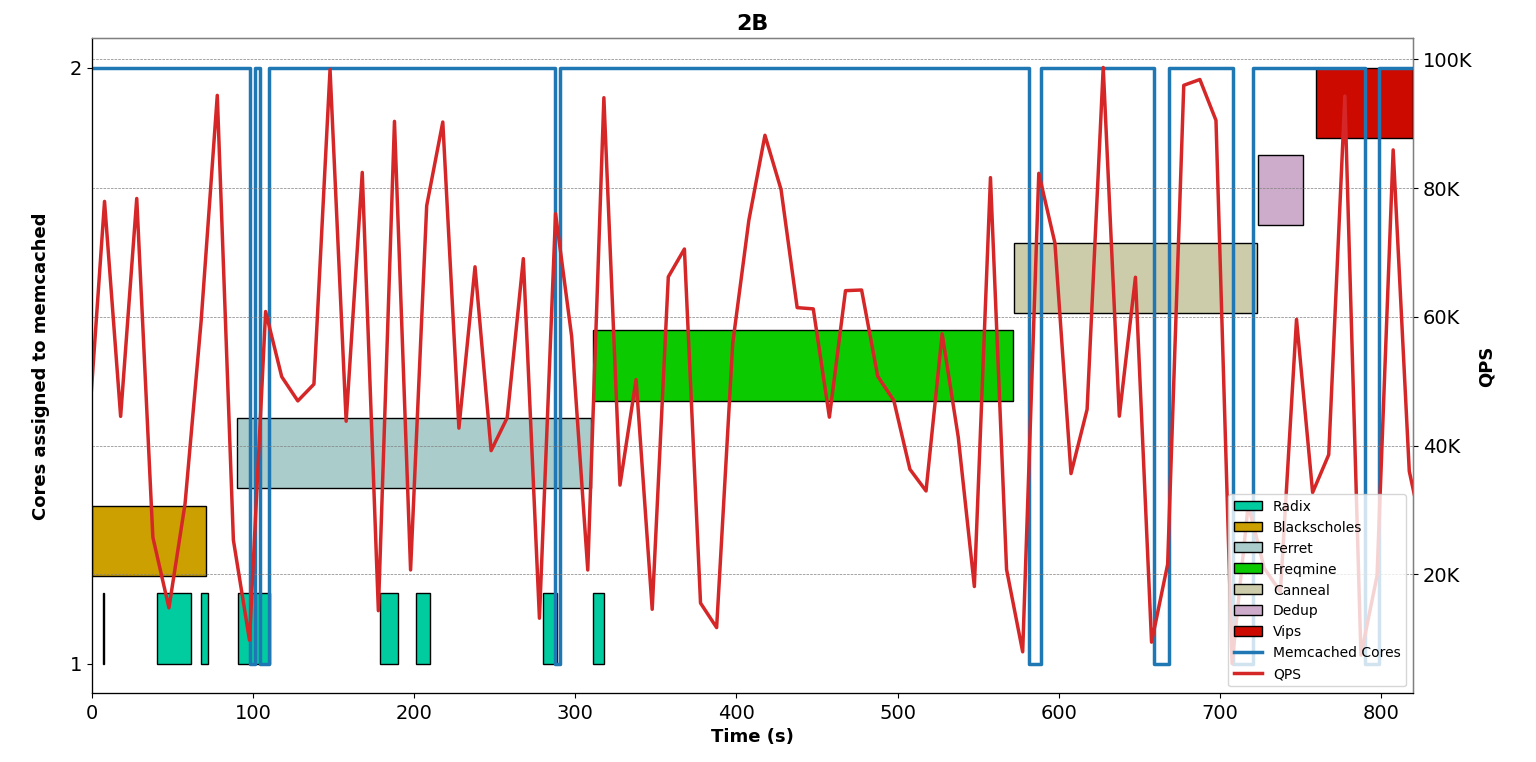 2B
Cores assigned to memcached
2
1
100K
80K
60K
40K
20K
QPS
Radix
Blackscholes
Ferret
Freqmine
Canneal
Dedup
Vips
Memcached Cores
QPS
0 100 200 300 400 500 600 700 800
Time (s)